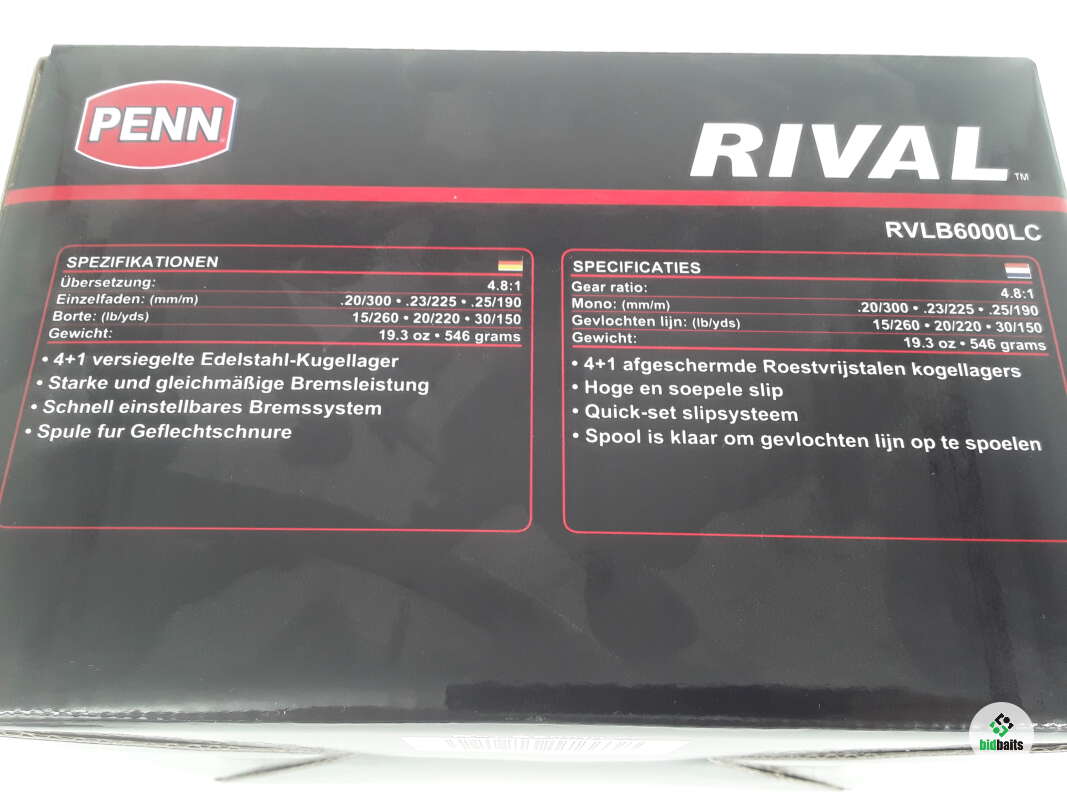 PENN
RIVAL™
RVLB6000LC
SPEZIFIKATIONEN
Übersetzung: 4.8:1
Einzelfaden: (mm/m) .20/300 • .23/225 • .25/190
Borte: (lb/yds) 15/260 • 20/220 • 30/150
Gewicht: 19.3 oz • 546 grams
• 4+1 versiegelte Edelstahl-Kugellager
• Starke und gleichmäßige Bremsleistung
• Schnell einstellbares Bremssystem
• Spule fur Geflechtschnure
SPECIFICATIES
Gear ratio: 4.8:1
Mono: (mm/m) .20/300 • .23/225 • .25/190
Gevlochten lijn: (lb/yds) 15/260 • 20/220 • 30/150
Gewicht: 19.3 oz • 546 grams
• 4+1 afgeschermde Roestvrijstalen kogellagers
• Hoge en soepele slip
• Quick-set slipsysteem
• Spool is klaar om gevlochten lijn op te spoelen
bidbaits